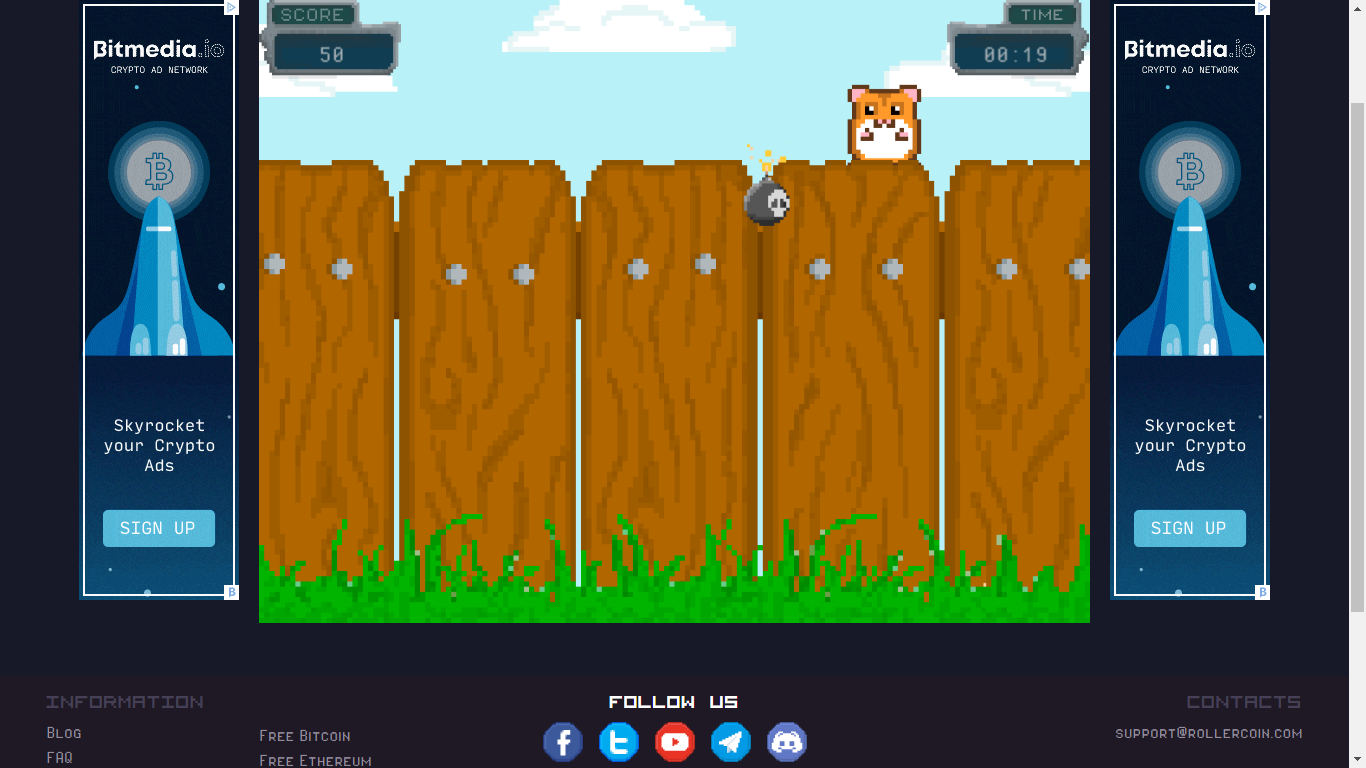 Bitmedia.io
CRYPTO AD NETWORK
Skyrocket
your Crypto
Ads
SIGN UP
SCORE
50
TIME
00:19
Bitmedia.io
CRYPTO AD NETWORK
Skyrocket
your Crypto
Ads
SIGN UP
INFORMATION
Blog
FAQ
Free Bitcoin
Free Ethereum
FOLLOW US
CONTACTS
support@rollercoin.com